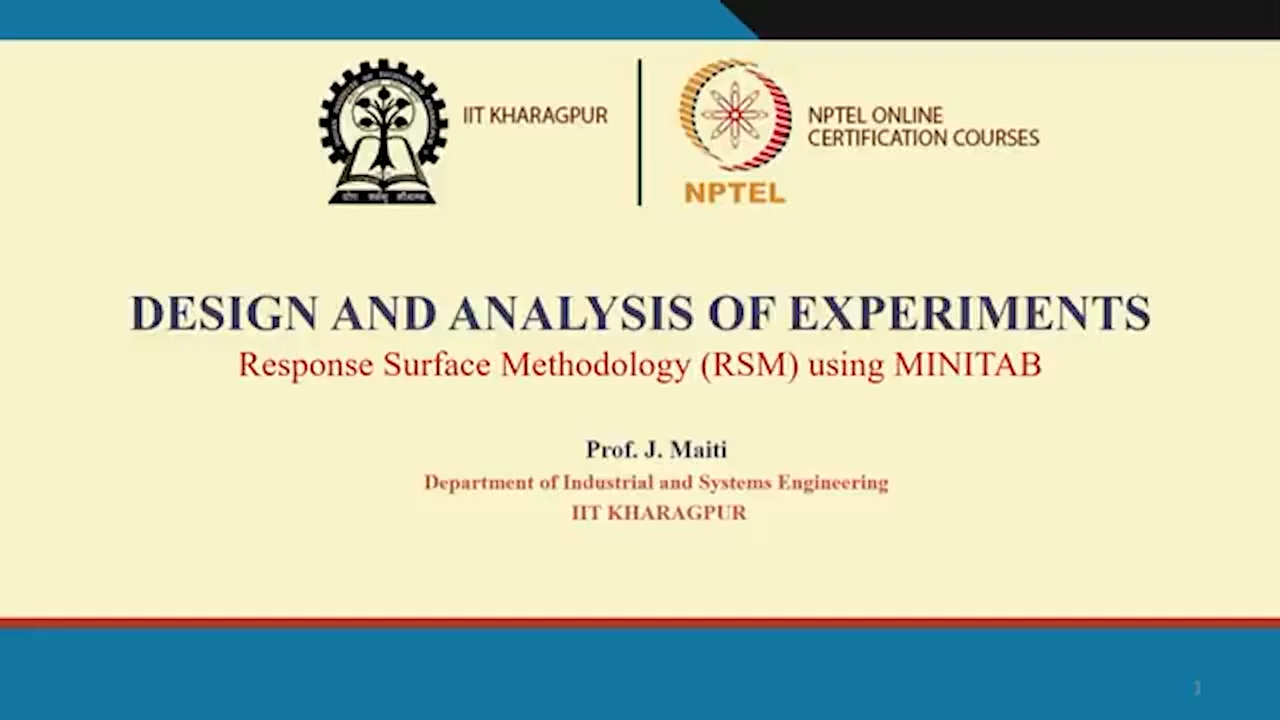 IIT KHARAGPUR
NPTEL ONLINE
CERTIFICATION COURSES
NPTEL
DESIGN AND ANALYSIS OF EXPERIMENTS
Response Surface Methodology (RSM) using MINITAB
Prof. J. Maiti
Department of Industrial and Systems Engineering
IIT KHARAGPUR